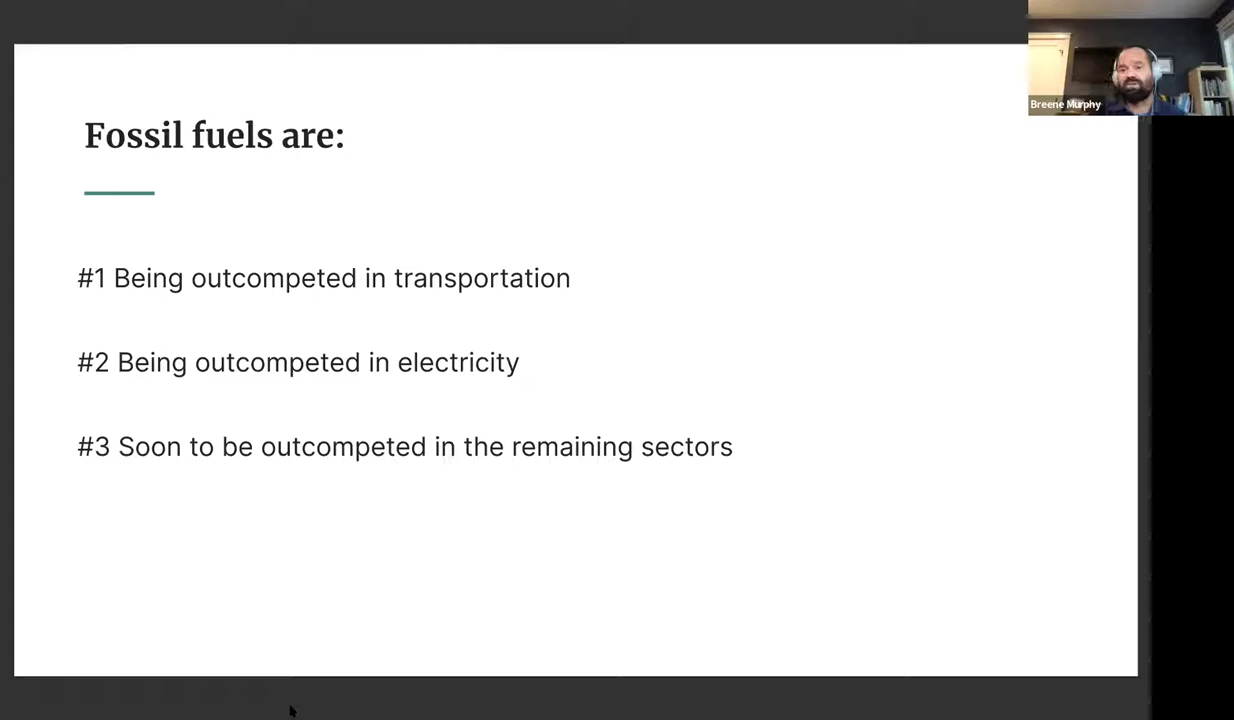 Fossil fuels are:
#1 Being outcompeted in transportation
#2 Being outcompeted in electricity
#3 Soon to be outcompeted in the remaining sectors
Breene Murphy